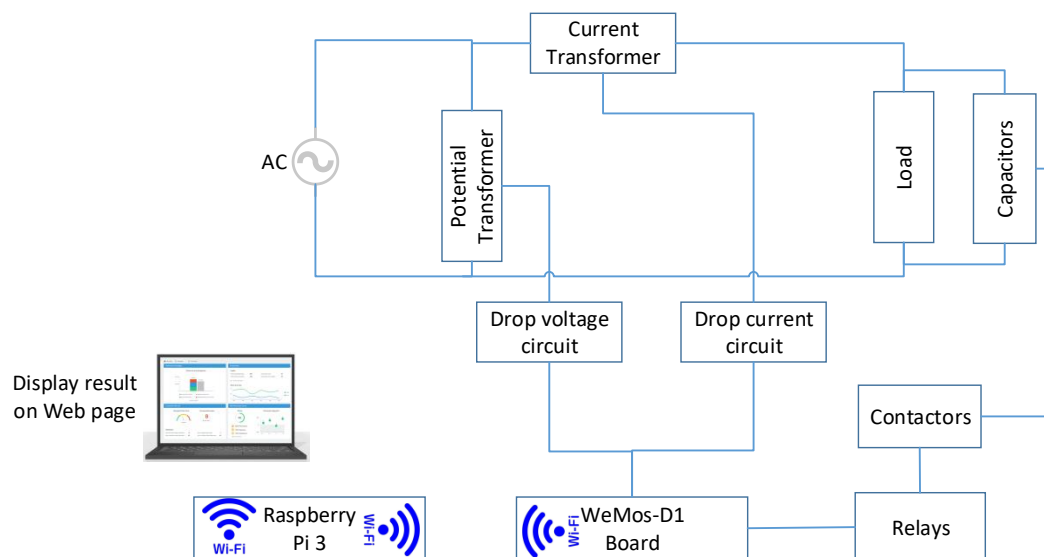 Current
Transformer
AC
Potential
Transformer
Load
Capacitors
Drop voltage
circuit
Drop current
circuit
Display result
on Web page
Contactors
Raspberry
Pi 3
Wi-Fi
Wi-Fi
WeMos-D1
Board
Wi-Fi
Relays